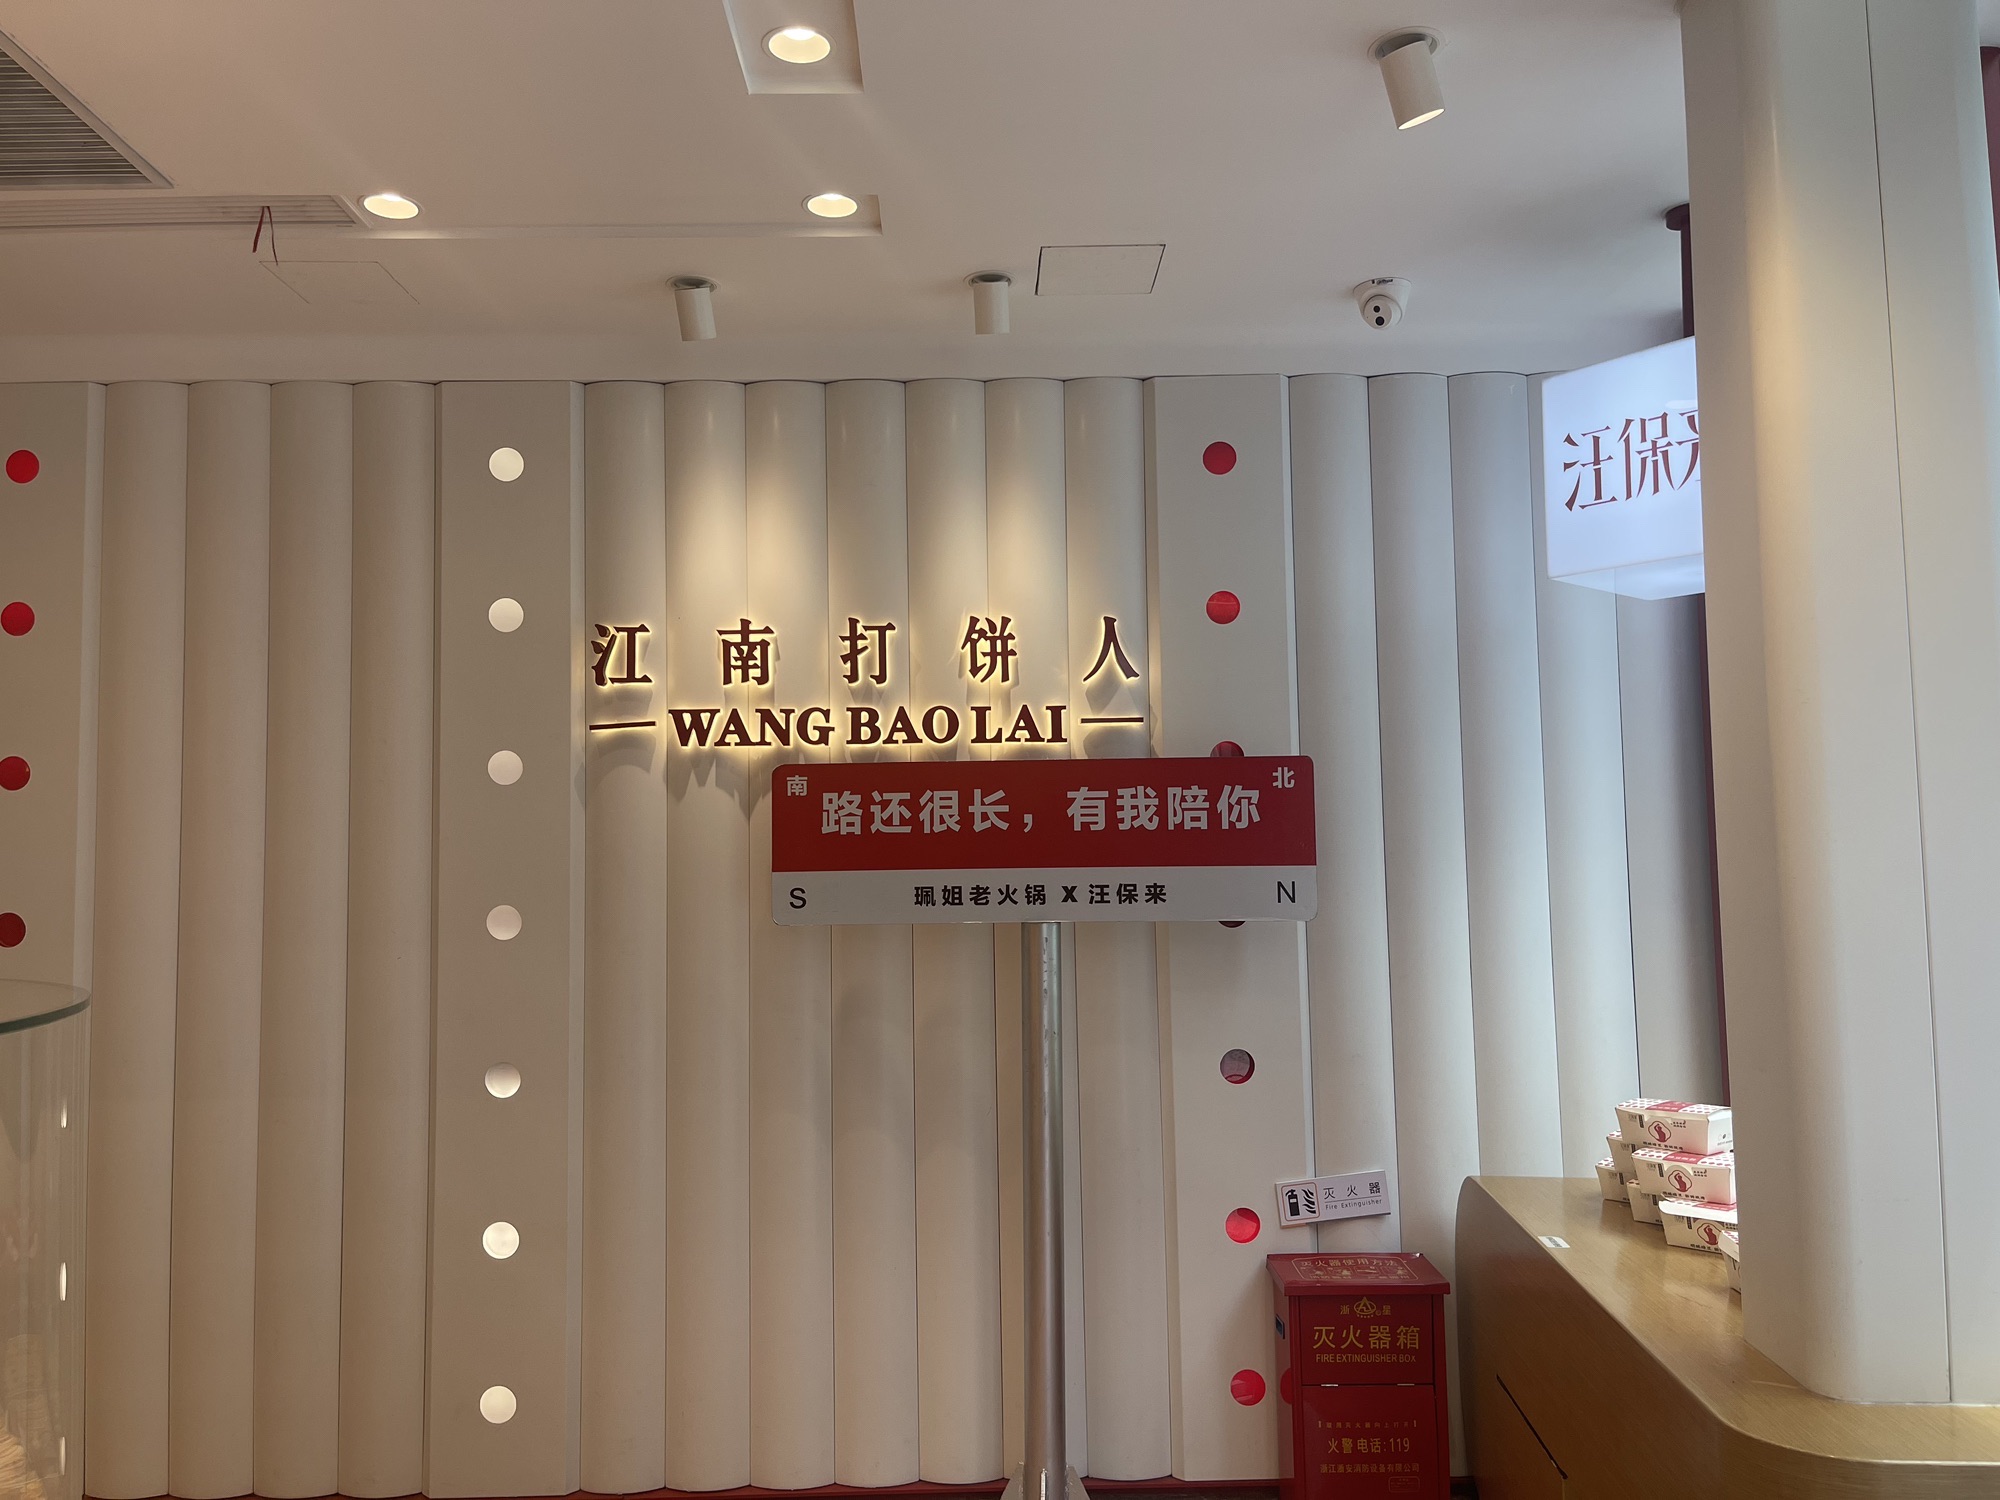 汪保
江南打饼人
WANG BAO LAI
南 北
路还很长，有我陪你
S 珮姐老火锅 X 汪保来 N
灭火器
Fire Extinguisher
灭火器使用方法
浙 星
灭火器箱
FIRE EXTINGUISHER BOX
火警电话:119